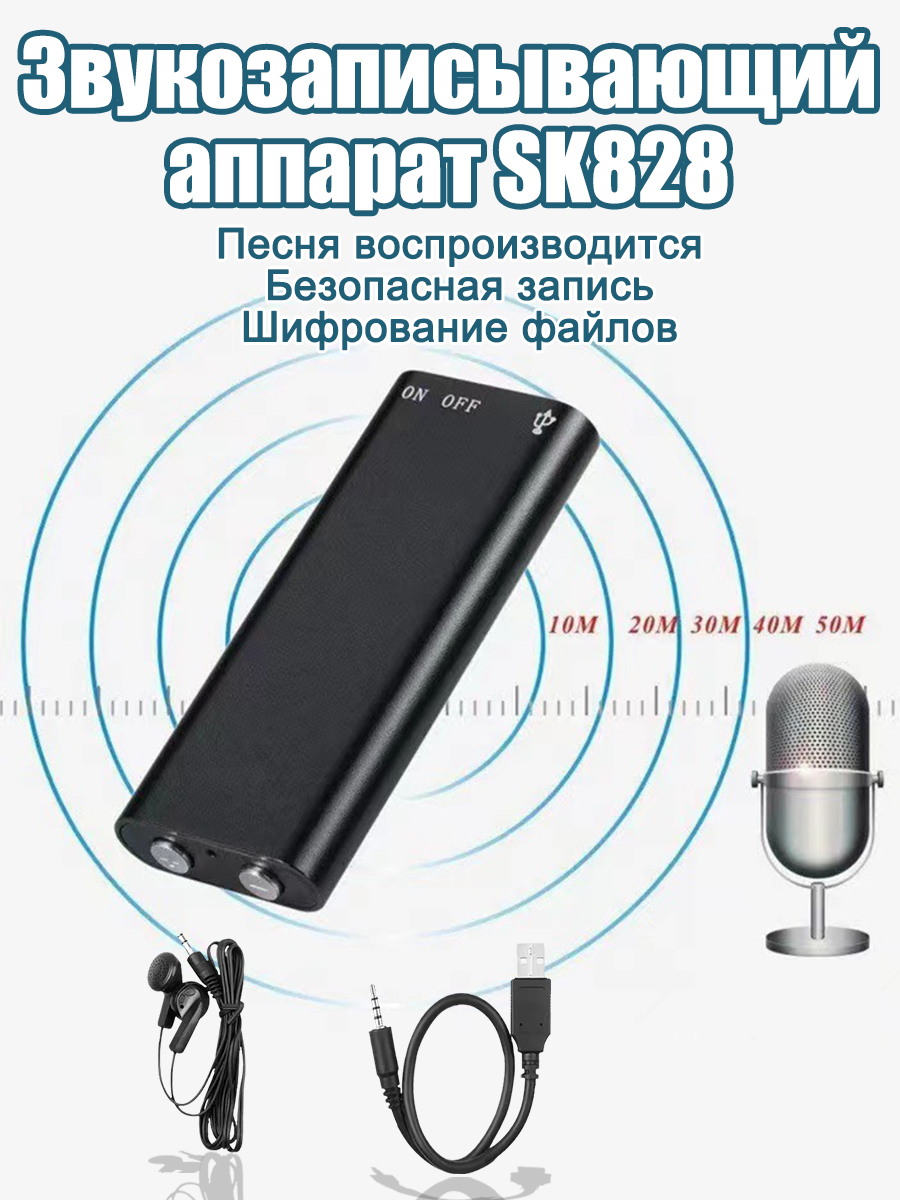 Звукозаписывающий
аппарат SK828
Песня воспроизводится
Безопасная запись
Шифрование файлов
ON OFF
10M 20M 30M 40M 50M